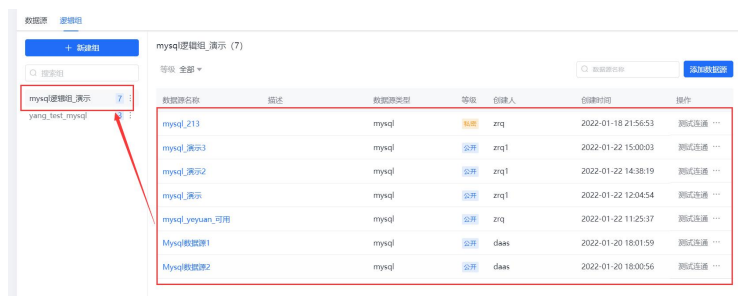 数据源 逻辑组
+ 新建组
搜索组
mysql逻辑组_演示 7
yang_test_mysql 3
mysql逻辑组_演示 (7)
等级 全部
数据源名称 添加数据源
数据源名称 描述 数据源类型 等级 创建人 创建时间 操作
mysql_213 mysql 私密 zrq 2022-01-18 21:56:53 测试连通 ···
mysql_演示3 mysql 公开 zrq1 2022-01-22 15:00:03 测试连通 ···
mysql_演示2 mysql 公开 zrq1 2022-01-22 14:38:19 测试连通 ···
mysql_演示 mysql 公开 zrq1 2022-01-22 12:04:54 测试连通 ···
mysql_yeyuan_可用 mysql 公开 zrq 2022-01-22 11:25:37 测试连通 ···
Mysql数据源1 mysql 公开 daas 2022-01-20 18:01:59 测试连通 ···
Mysql数据源2 mysql 公开 daas 2022-01-20 18:00:56 测试连通 ···